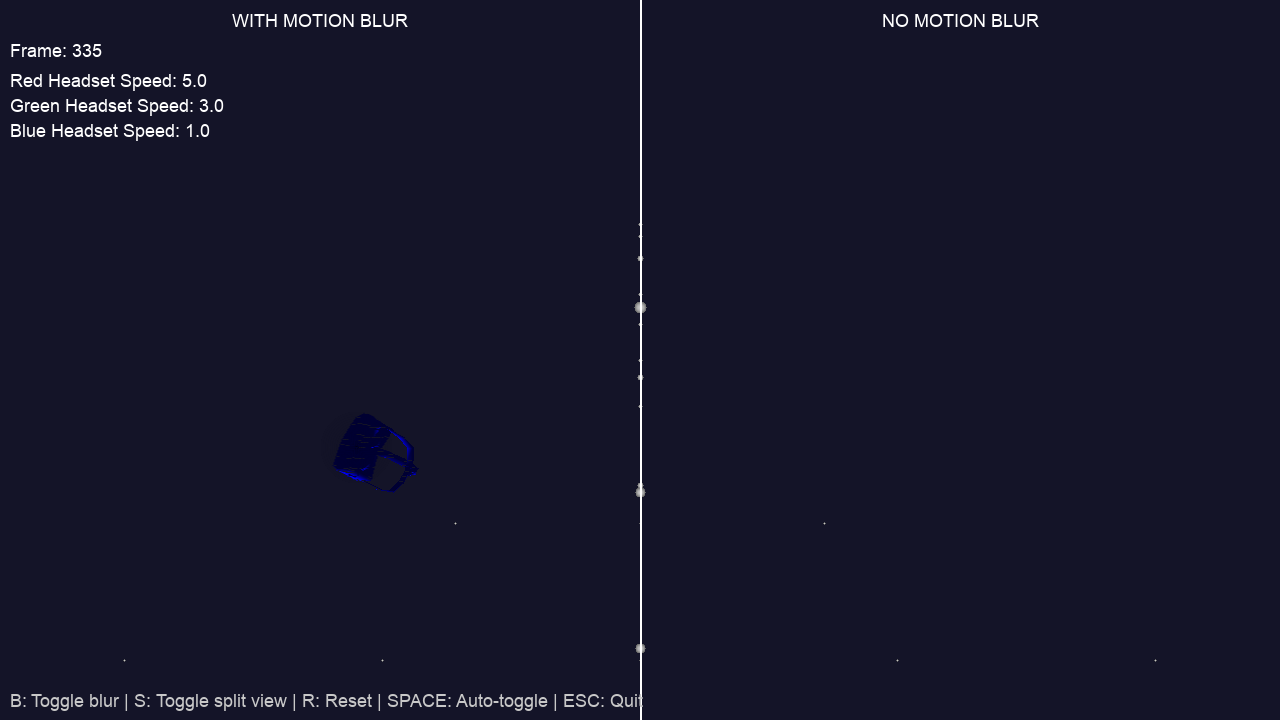 WITH MOTION BLUR
NO MOTION BLUR
Frame: 335
Red Headset Speed: 5.0
Green Headset Speed: 3.0
Blue Headset Speed: 1.0
B: Toggle blur | S: Toggle split view | R: Reset | SPACE: Auto-toggle | ESC: Quit